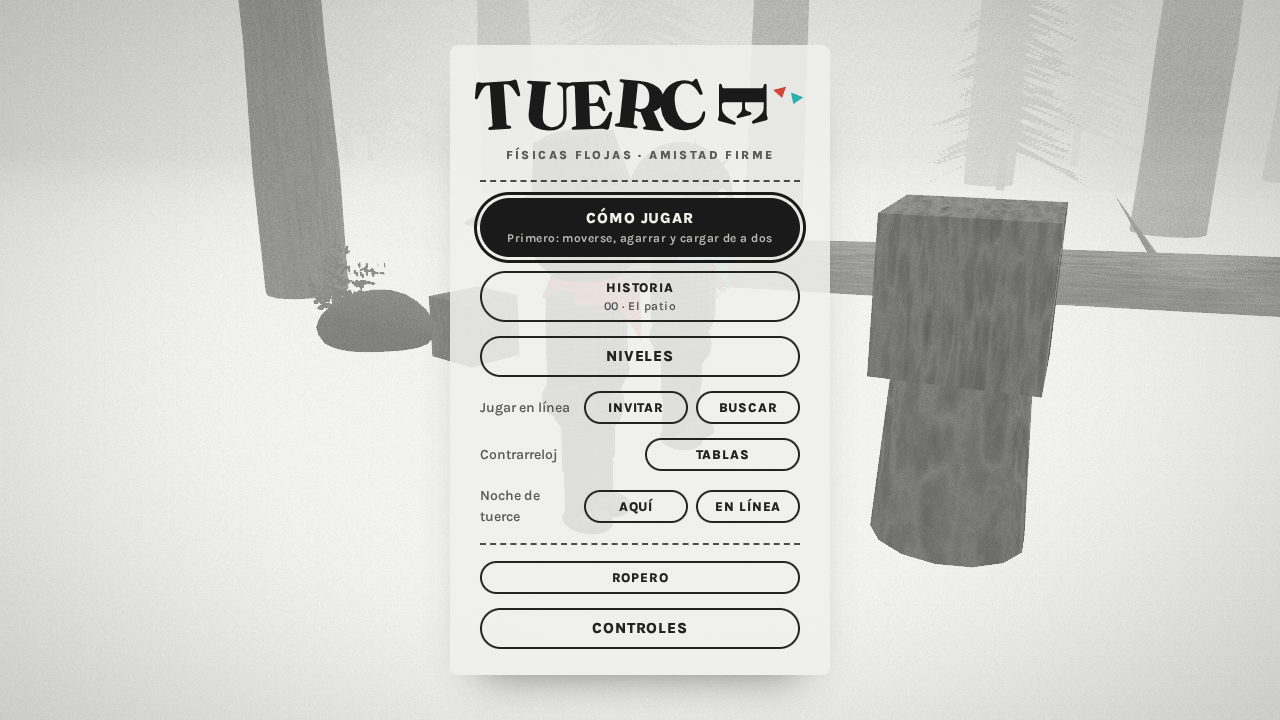 TUERCE
FÍSICAS FLOJAS · AMISTAD FIRME
CÓMO JUGAR
Primero: moverse, agarrar y cargar de a dos
HISTORIA
00 · El patio
NIVELES
Jugar en línea INVITAR BUSCAR
Contrarreloj TABLAS
Noche de
tuerce AQUÍ EN LÍNEA
ROPERO
CONTROLES